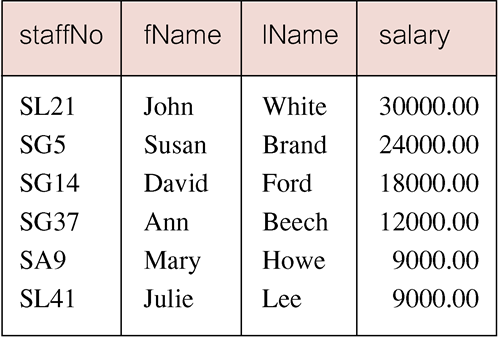 staffNo fName lName salary
SL21 John White 30000.00
SG5 Susan Brand 24000.00
SG14 David Ford 18000.00
SG37 Ann Beech 12000.00
SA9 Mary Howe 9000.00
SL41 Julie Lee 9000.00